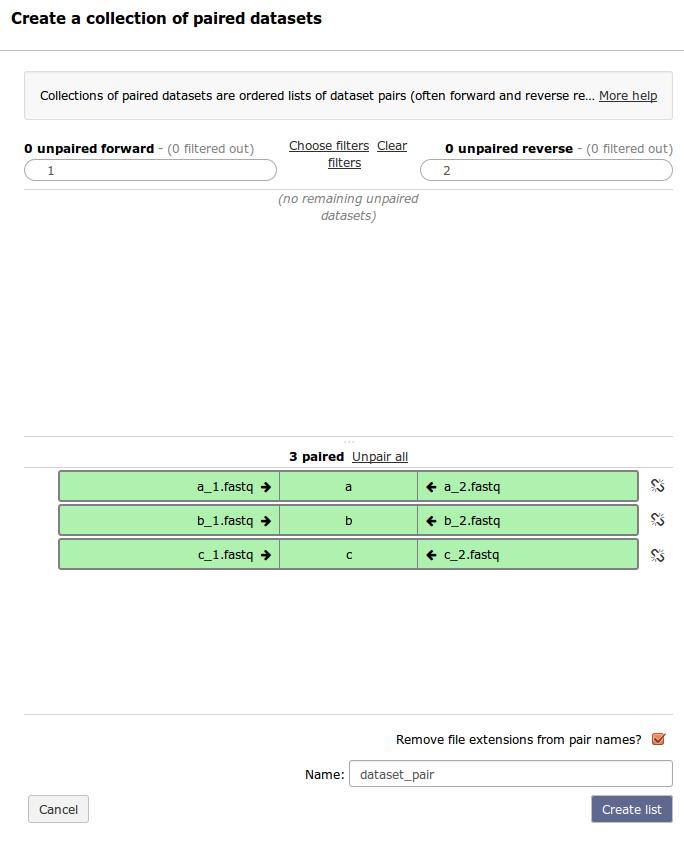 Create a collection of paired datasets
Collections of paired datasets are ordered lists of dataset pairs (often forward and reverse re... More help
0 unpaired forward - (0 filtered out)
Choose filters Clear
filters
0 unpaired reverse - (0 filtered out)
1
2
(no remaining unpaired
datasets)
...
3 paired Unpair all
a_1.fastq → a ← a_2.fastq
b_1.fastq → b ← b_2.fastq
c_1.fastq → c ← c_2.fastq
Remove file extensions from pair names?
Name: dataset_pair
Cancel
Create list